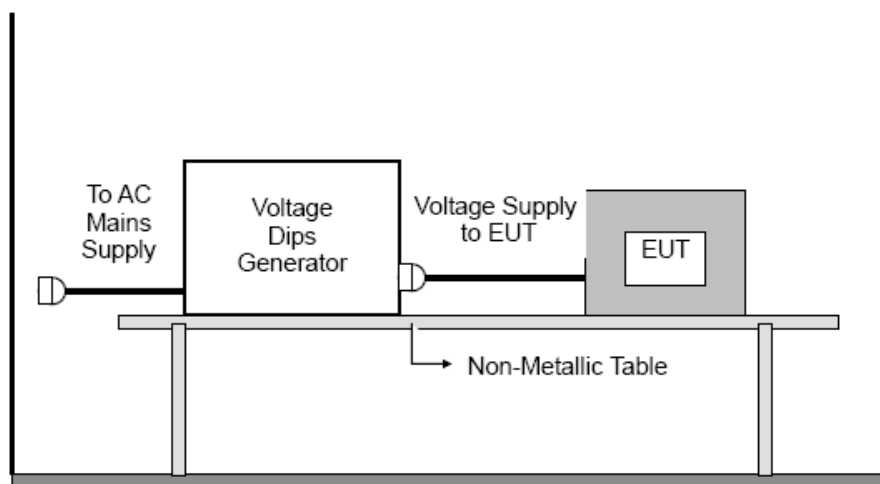 To AC
Mains
Supply
Voltage
Dips
Generator
Voltage Supply
to EUT
EUT
Non-Metallic Table